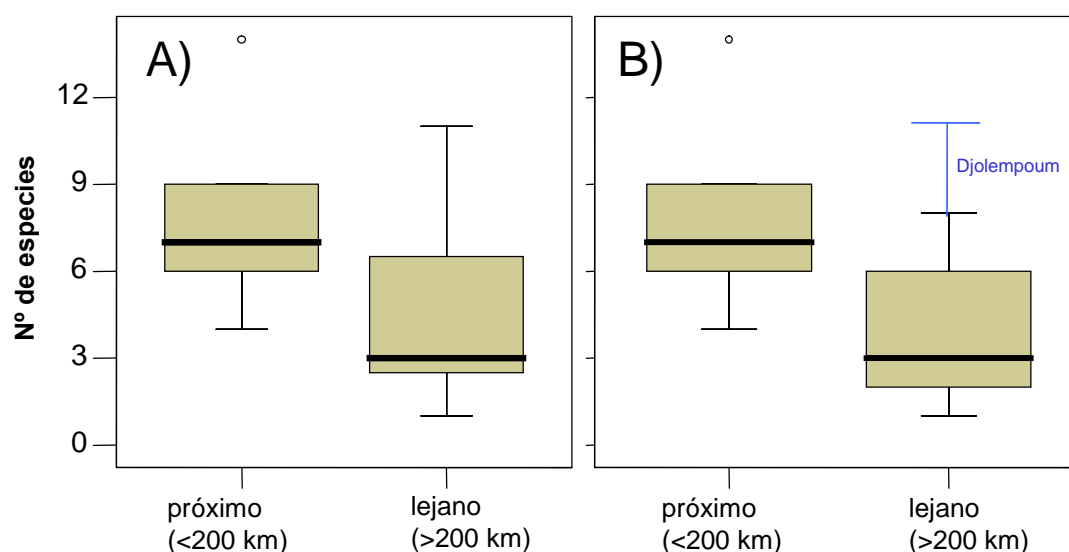 A)
B)
12
9
6
3
0
Nº de especies
Djolempoum
próximo
(<200 km)
lejano
(>200 km)
próximo
(<200 km)
lejano
(>200 km)